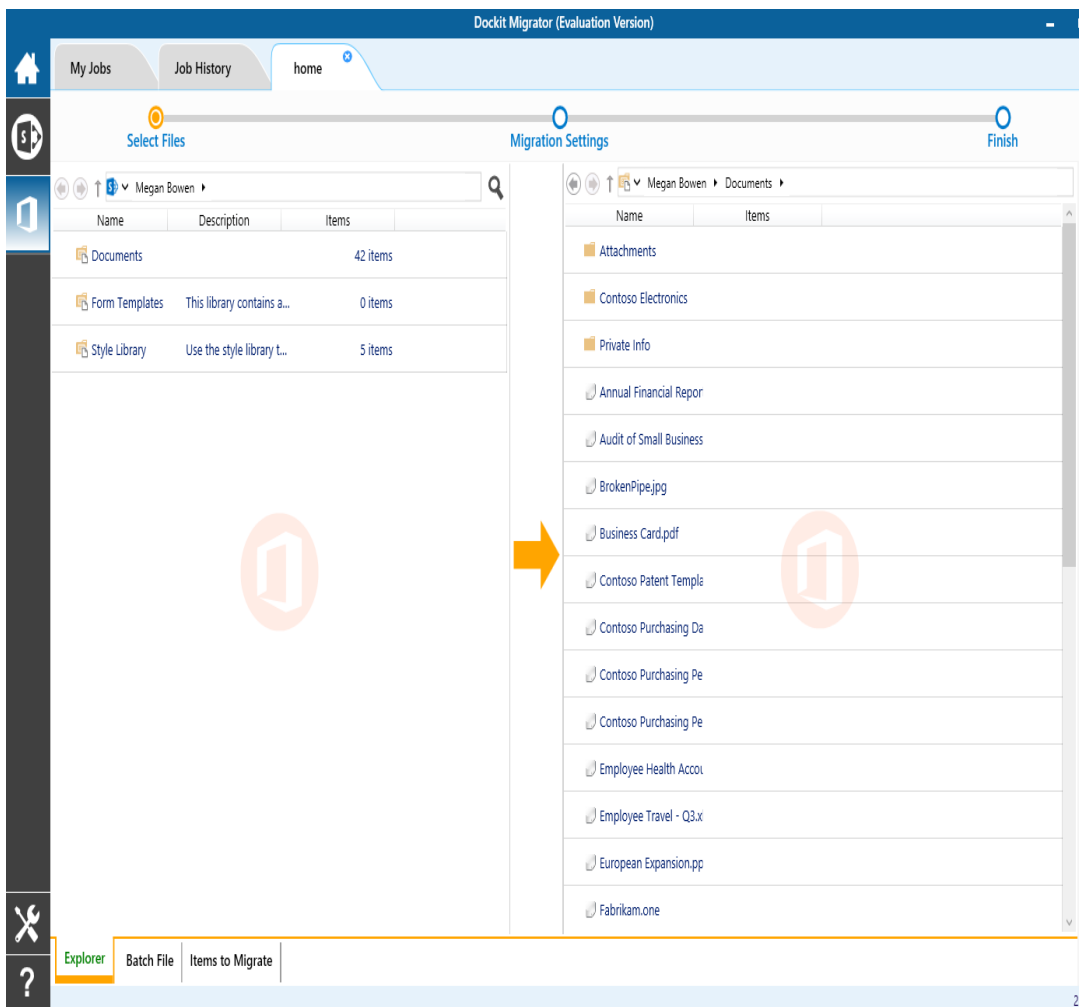 Dockit Migrator (Evaluation Version)
My Jobs
Job History
home
Select Files
Migration Settings
Finish
Megan Bowen
Name
Description
Items
Documents
42 items
Form Templates
This library contains a...
0 items
Style Library
Use the style library t...
5 items
Megan Bowen
Documents
Name
Items
Attachments
Contoso Electronics
Private Info
Annual Financial Repor
Audit of Small Business
BrokenPipe.jpg
Business Card.pdf
Contoso Patent Templa
Contoso Purchasing Da
Contoso Purchasing Pe
Contoso Purchasing Pe
Employee Health Accou
Employee Travel - Q3.x
European Expansion.pp
Fabrikam.one
Explorer
Batch File
Items to Migrate
2